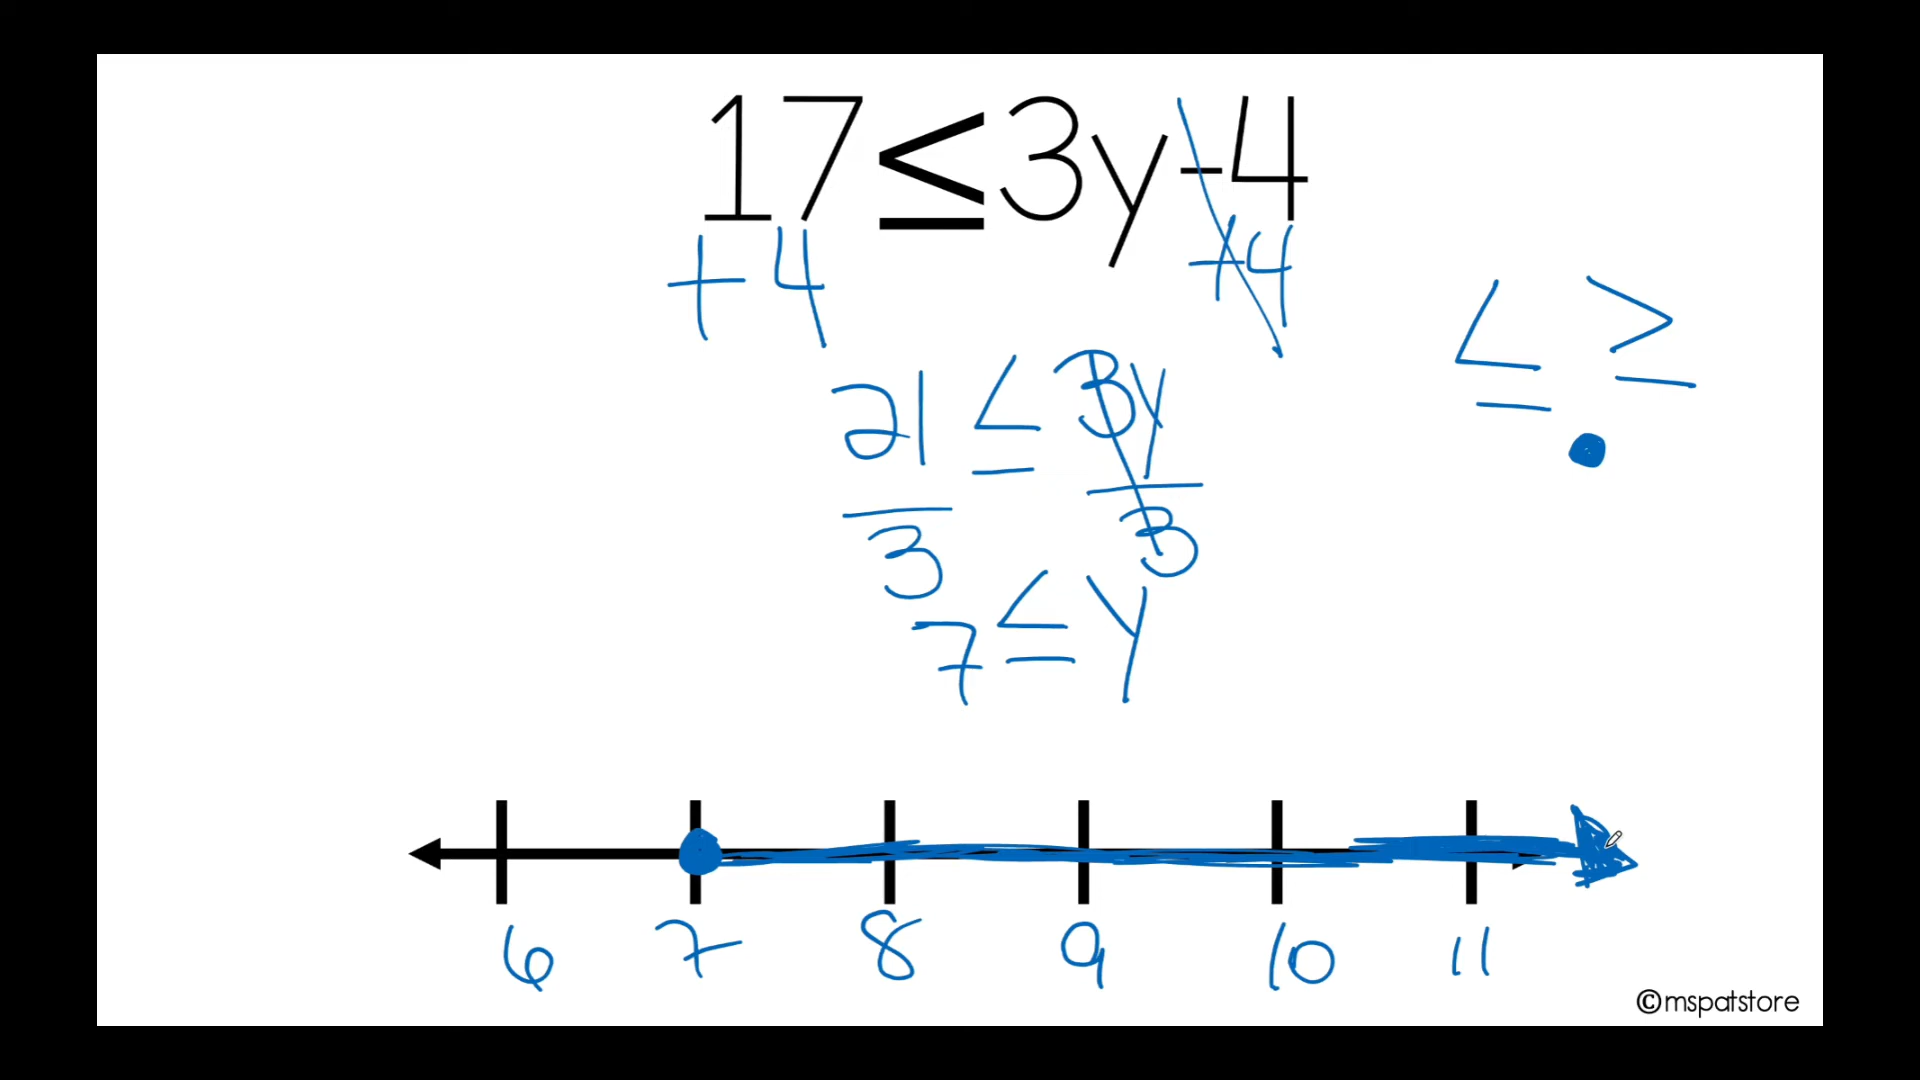 17≤3y-4
+4 +4
≤ ≥
21 ≤ 3y
3 3
7 ≤ y
6 7 8 9 10 11
©mspatstore